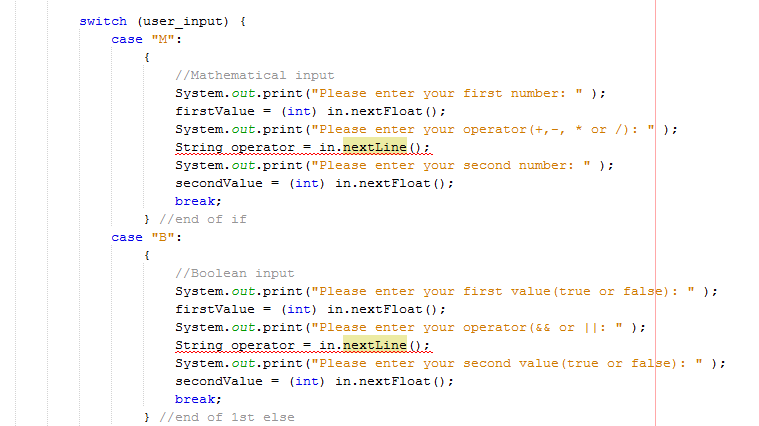 switch (user_input) {
case "M":
{
//Mathematical input
System.out.print("Please enter your first number: " );
firstValue = (int) in.nextFloat();
System.out.print("Please enter your operator(+,-, * or /): " );
String operator = in.nextLine();
System.out.print("Please enter your second number: " );
secondValue = (int) in.nextFloat();
break;
} //end of if
case "B":
{
//Boolean input
System.out.print("Please enter your first value(true or false): " );
firstValue = (int) in.nextFloat();
System.out.print("Please enter your operator(&& or ||: " );
String operator = in.nextLine();
System.out.print("Please enter your second value(true or false): " );
secondValue = (int) in.nextFloat();
break;
} //end of 1st else